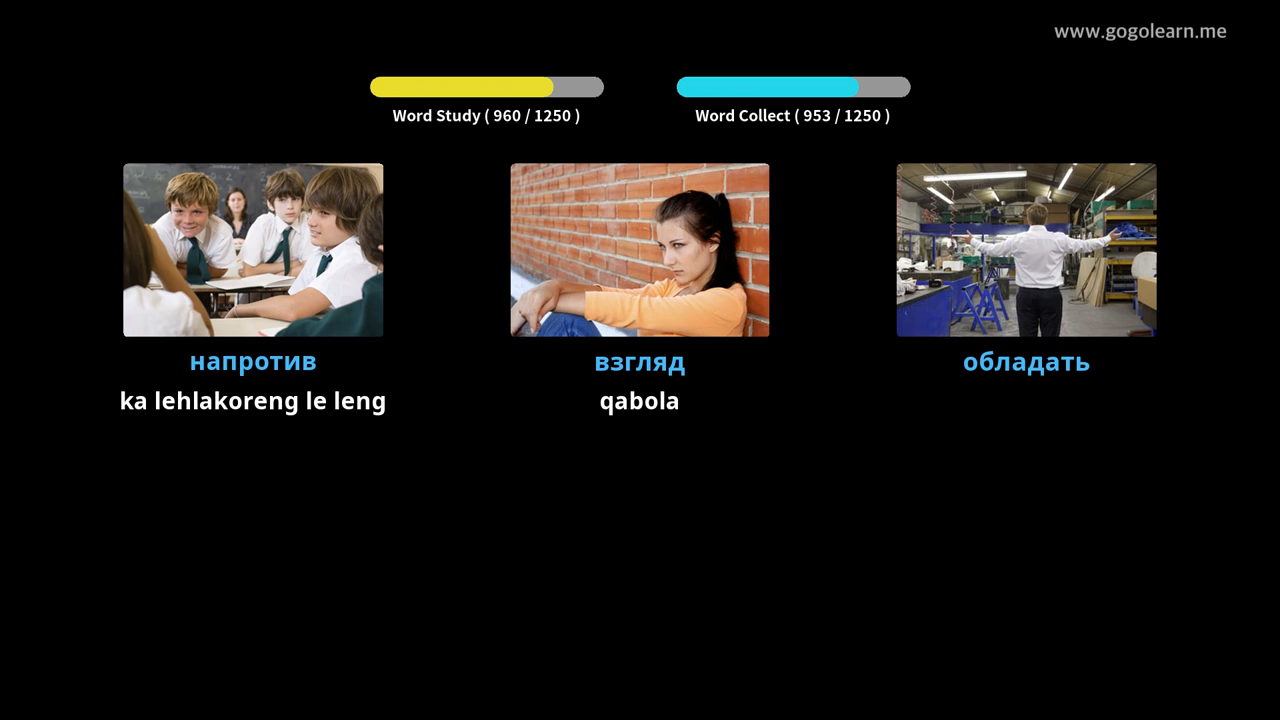 www.gogolearn.me
Word Study ( 960 / 1250 )
Word Collect ( 953 / 1250 )
напротив
взгляд
обладать
ka lehlakoreng le leng
qabola